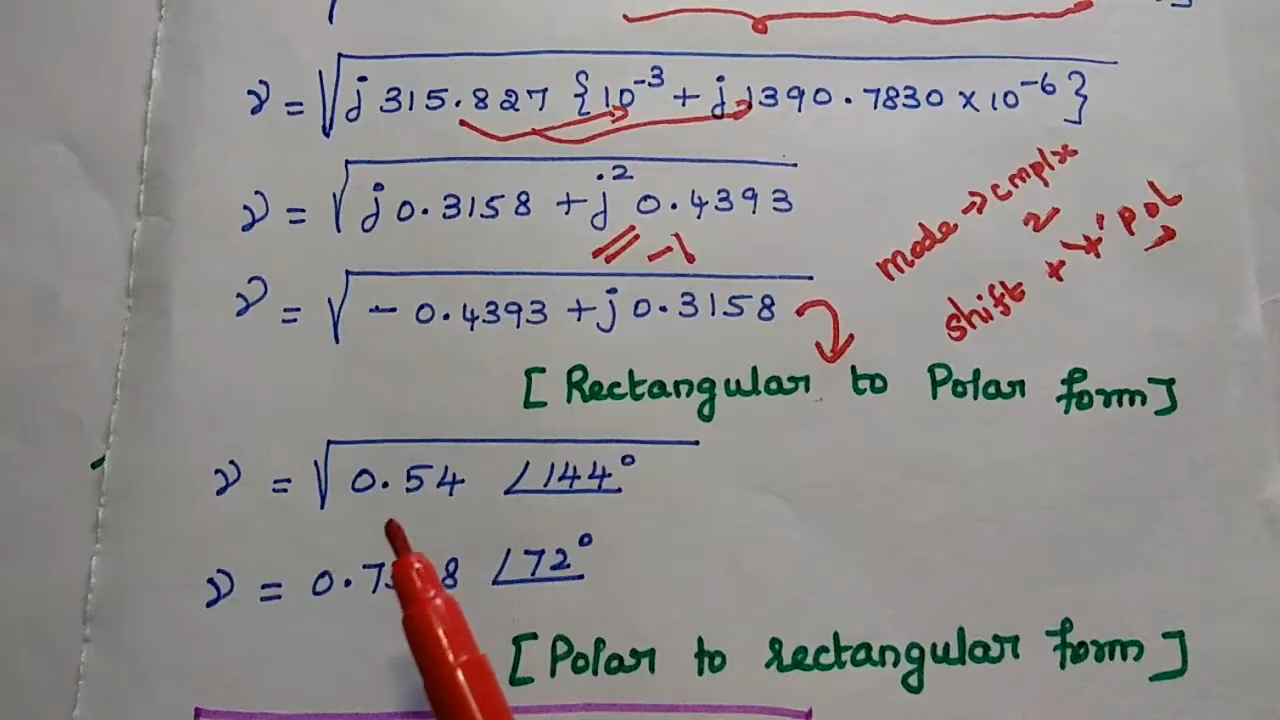 γ = √j 315.827 {10⁻³ + j 1390.7830 × 10⁻⁶}
γ = √j 0.3158 + j² 0.4393
-1
mode → cmplx
2
shift + '+' pol
γ = √- 0.4393 + j 0.3158
[Rectangular to Polar form]
γ = √0.54 ∠144°
γ = 0.7 8 ∠72°
[Polar to rectangular form]